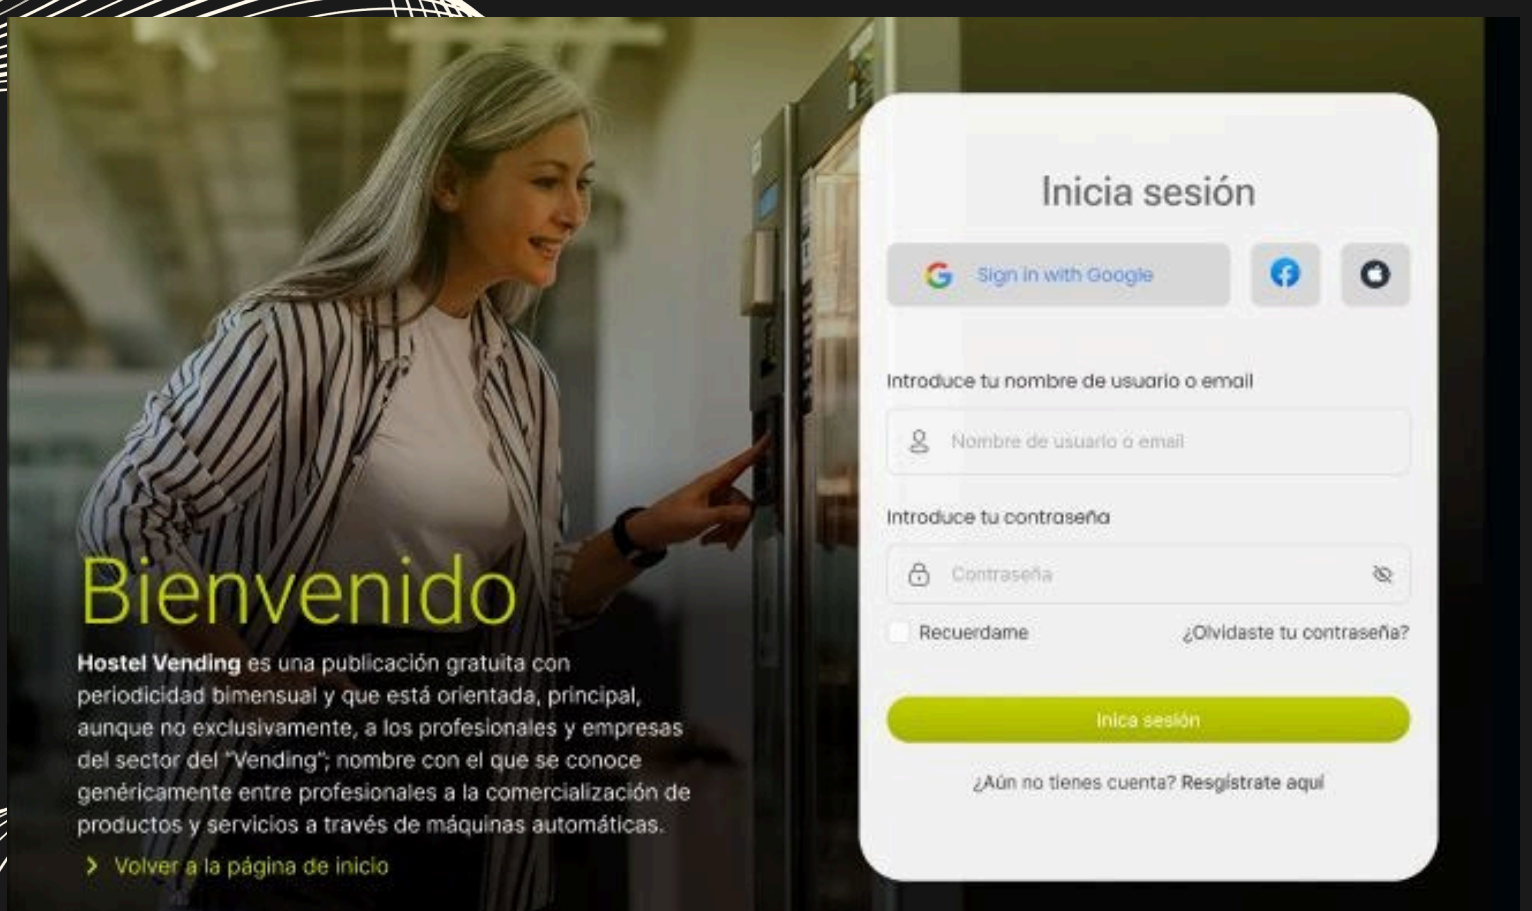 Bienvenido
Hostel Vending es una publicación gratuita con
periodicidad bimensual y que está orientada, principal,
aunque no exclusivamente, a los profesionales y empresas
del sector del "Vending"; nombre con el que se conoce
genéricamente entre profesionales a la comercialización de
productos y servicios a través de máquinas automáticas.
Volver a la página de inicio
Inicia sesión
Sign in with Google
Introduce tu nombre de usuario o email
Nombre de usuario o email
Introduce tu contraseña
Contraseña
Recuerdame ¿Olvidaste tu contraseña?
Inica sesión
¿Aún no tienes cuenta? Resgístrate aquí